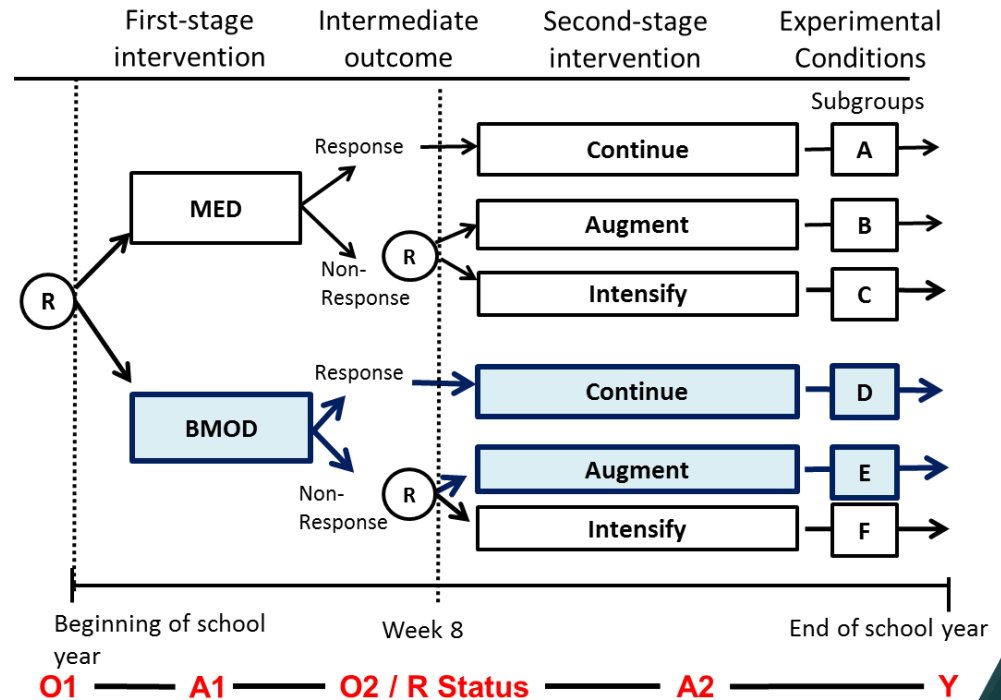 First-stage
intervention
Intermediate
outcome
Second-stage
intervention
Experimental
Conditions
Subgroups
Response
Continue
A
MED
Augment
B
R
Non-
Response
R
Intensify
C
Response
Continue
D
BMOD
Augment
E
Non-
Response
R
Intensify
F
Beginning of school
year
Week 8
End of school year
O1
A1
O2 / R Status
A2
Y